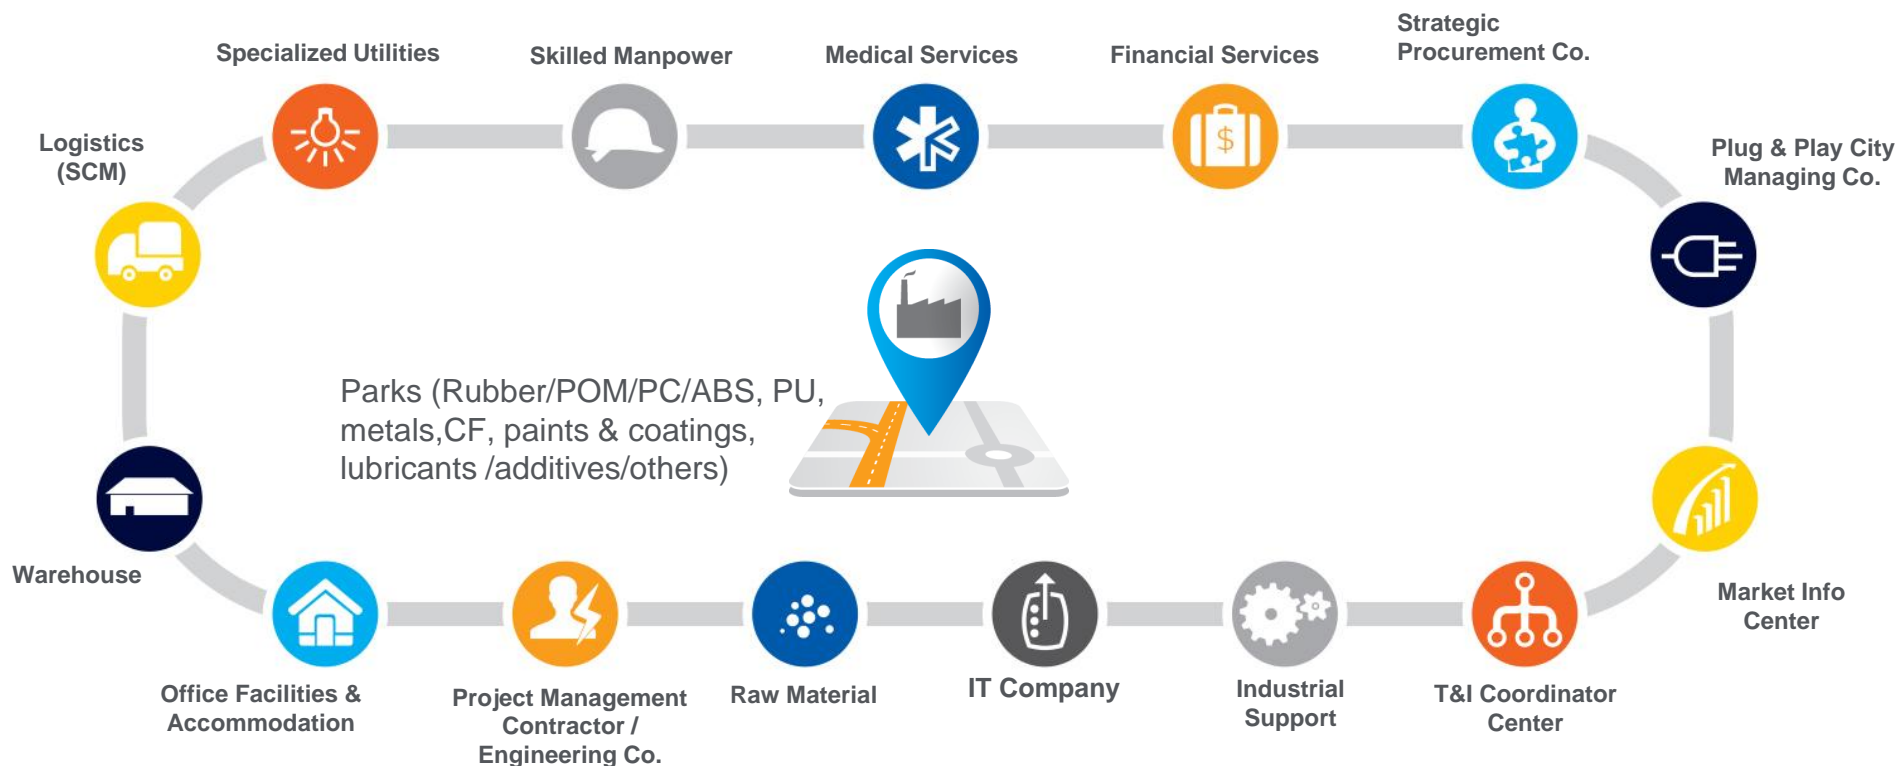 Strategic
Procurement Co.
Specialized Utilities
Skilled Manpower
Medical Services
Financial Services
Logistics
(SCM)
Plug & Play City
Managing Co.
$
Parks (Rubber/POM/PC/ABS, PU,
metals,CF, paints & coatings,
lubricants /additives/others)
Warehouse
Market Info
Center
Office Facilities &
Accommodation
Project Management
Contractor /
Engineering Co.
Raw Material
IT Company
Industrial
Support
T&I Coordinator
Center